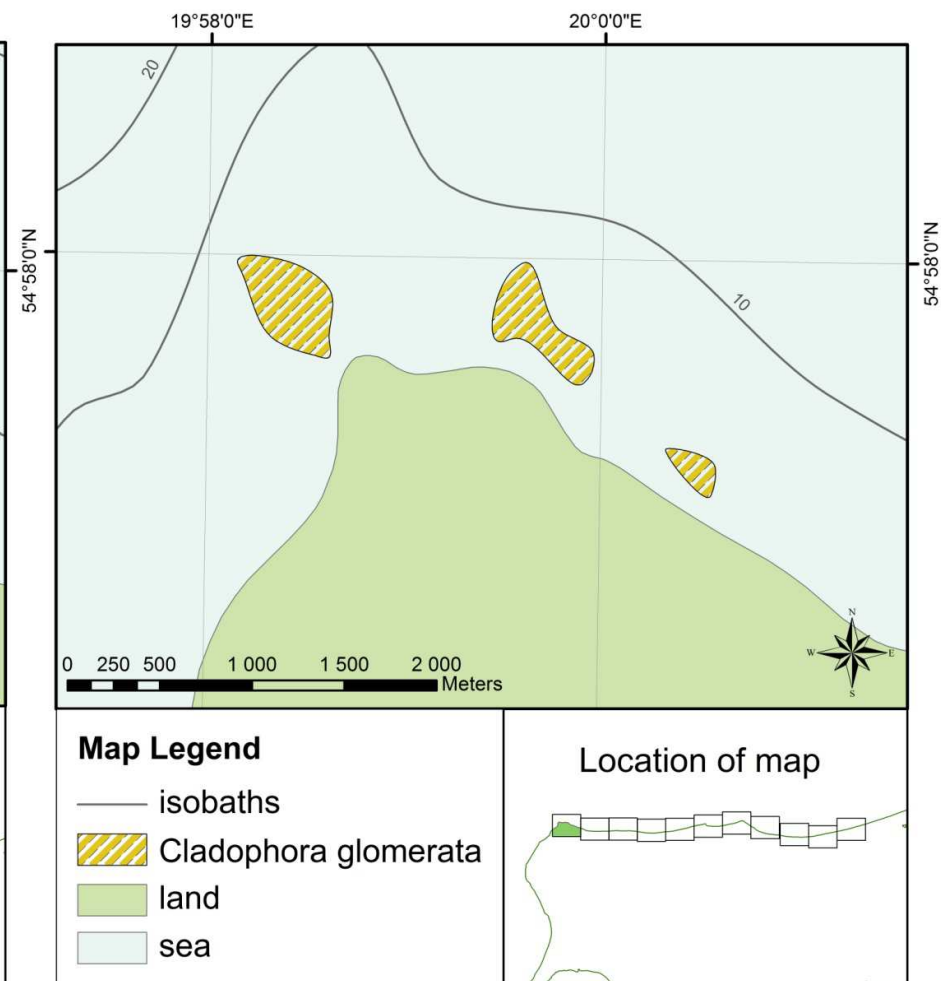 19°58'0"E 20°0'0"E
20
54°58'0"N
54°58'0"N
10
N
W E
S
0 250 500 1 000 1 500 2 000
Meters
Map Legend
isobaths
Cladophora glomerata
land
sea
Location of map